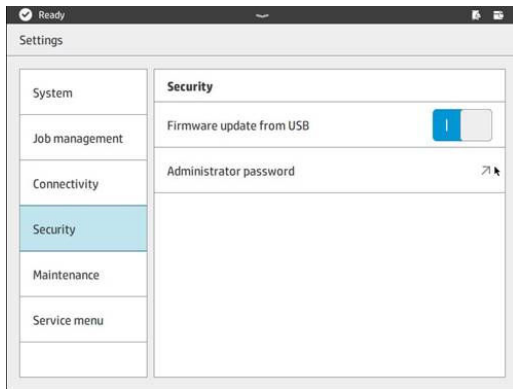 Ready
Settings
System
Job management
Connectivity
Security
Maintenance
Service menu
Security
Firmware update from USB
Administrator password